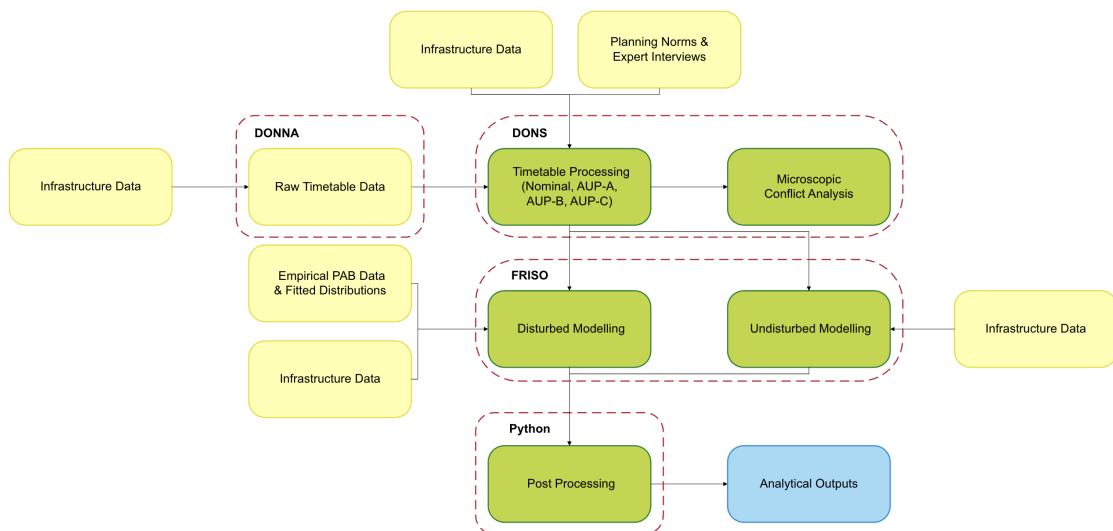 Infrastructure Data
Planning Norms &
Expert Interviews
DONNA
DONS
Infrastructure Data
Raw Timetable Data
Timetable Processing
(Nominal, AUP-A,
AUP-B, AUP-C)
Microscopic
Conflict Analysis
Empirical PAB Data
& Fitted Distributions
FRISO
Disturbed Modelling
Undisturbed Modelling
Infrastructure Data
Infrastructure Data
Python
Post Processing
Analytical Outputs